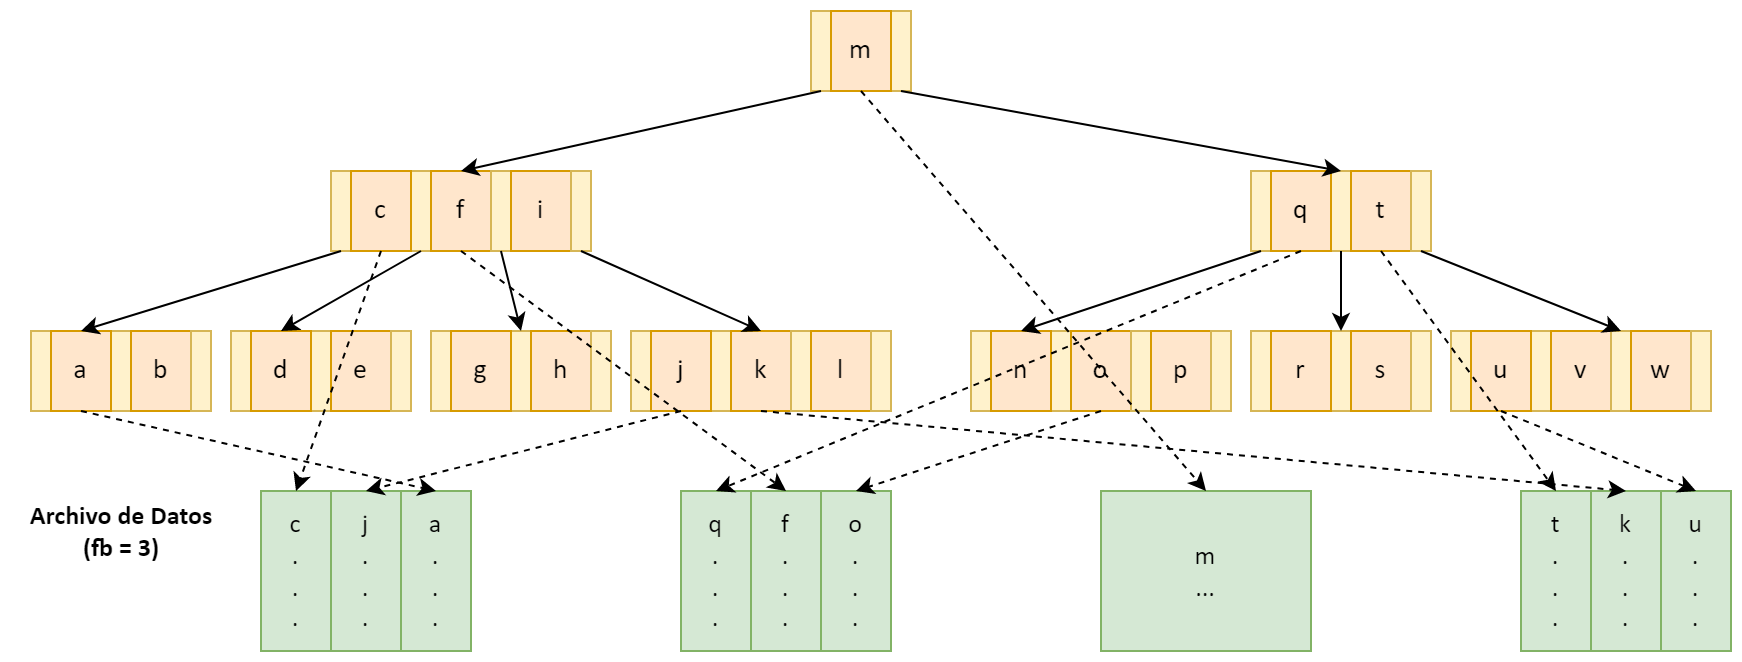 m
c f i
q t
a b
d e
g h
j k l
n o p
r s
u v w
Archivo de Datos
(fb = 3)
c j a
. . .
. . .
. . .
q f o
. . .
. . .
. . .
m
...
t k u
. . .
. . .
. . .